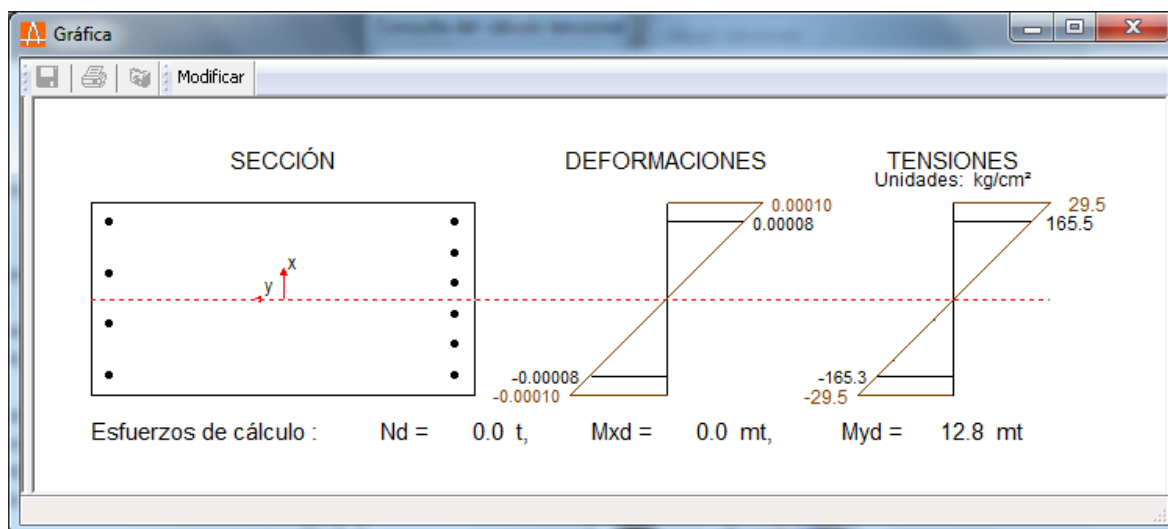 Gráfica
Modificar
SECCIÓN DEFORMACIONES TENSIONES
Unidades: kg/cm²
0.00010 29.5
0.00008 165.5
x
y
-0.00008 -165.3
-0.00010 -29.5
Esfuerzos de cálculo : Nd = 0.0 t, Mxd = 0.0 mt, Myd = 12.8 mt